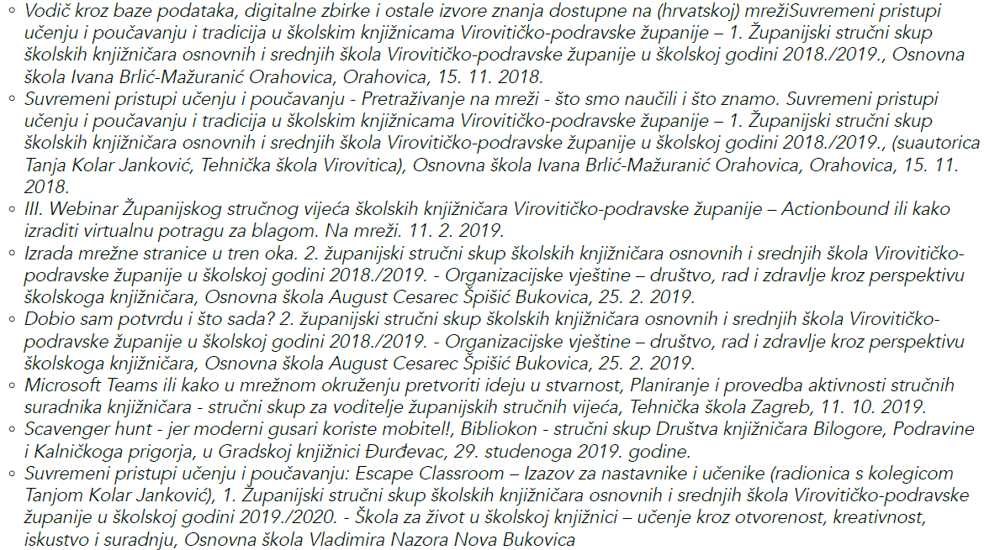 ◦ Vodič kroz baze podataka, digitalne zbirke i ostale izvore znanja dostupne na (hrvatskoj) mrežiSuvremeni pristupi
učenju i poučavanju i tradicija u školskim knjižnicama Virovitičko-podravske županije – 1. Županijski stručni skup
školskih knjižničara osnovnih i srednjih škola Virovitičko-podravske županije u školskoj godini 2018./2019., Osnovna
škola Ivana Brlić-Mažuranić Orahovica, Orahovica, 15. 11. 2018.
◦ Suvremeni pristupi učenju i poučavanju - Pretraživanje na mreži - što smo naučili i što znamo. Suvremeni pristupi
učenju i poučavanju i tradicija u školskim knjižnicama Virovitičko-podravske županije – 1. Županijski stručni skup
školskih knjižničara osnovnih i srednjih škola Virovitičko-podravske županije u školskoj godini 2018./2019., (suautorica
Tanja Kolar Janković, Tehnička škola Virovitica), Osnovna škola Ivana Brlić-Mažuranić Orahovica, Orahovica, 15. 11.
2018.
◦ III. Webinar Županijskog stručnog vijeća školskih knjižničara Virovitičko-podravske županije – Actionbound ili kako
izraditi virtualnu potragu za blagom. Na mreži. 11. 2. 2019.
◦ Izrada mrežne stranice u tren oka. 2. županijski stručni skup školskih knjižničara osnovnih i srednjih škola Virovitičko-
podravske županije u školskoj godini 2018./2019. - Organizacijske vještine – društvo, rad i zdravlje kroz perspektivu
školskoga knjižničara, Osnovna škola August Cesarec Špišić Bukovica, 25. 2. 2019.
◦ Dobio sam potvrdu i što sada? 2. županijski stručni skup školskih knjižničara osnovnih i srednjih škola Virovitičko-
podravske županije u školskoj godini 2018./2019. - Organizacijske vještine – društvo, rad i zdravlje kroz perspektivu
školskoga knjižničara, Osnovna škola August Cesarec Špišić Bukovica, 25. 2. 2019.
◦ Microsoft Teams ili kako u mrežnom okruženju pretvoriti ideju u stvarnost, Planiranje i provedba aktivnosti stručnih
suradnika knjižničara - stručni skup za voditelje županijskih stručnih vijeća, Tehnička škola Zagreb, 11. 10. 2019.
◦ Scavenger hunt - jer moderni gusari koriste mobitel!, Bibliokon - stručni skup Društva knjižničara Bilogore, Podravine
i Kalničkoga prigorja, u Gradskoj knjižnici Đurđevac, 29. studenoga 2019. godine.
◦ Suvremeni pristupi učenju i poučavanju: Escape Classroom – Izazov za nastavnike i učenike (radionica s kolegicom
Tanjom Kolar Janković), 1. Županijski stručni skup školskih knjižničara osnovnih i srednjih škola Virovitičko-podravske
županije u školskoj godini 2019./2020. - Škola za život u školskoj knjižnici – učenje kroz otvorenost, kreativnost,
iskustvo i suradnju, Osnovna škola Vladimira Nazora Nova Bukovica